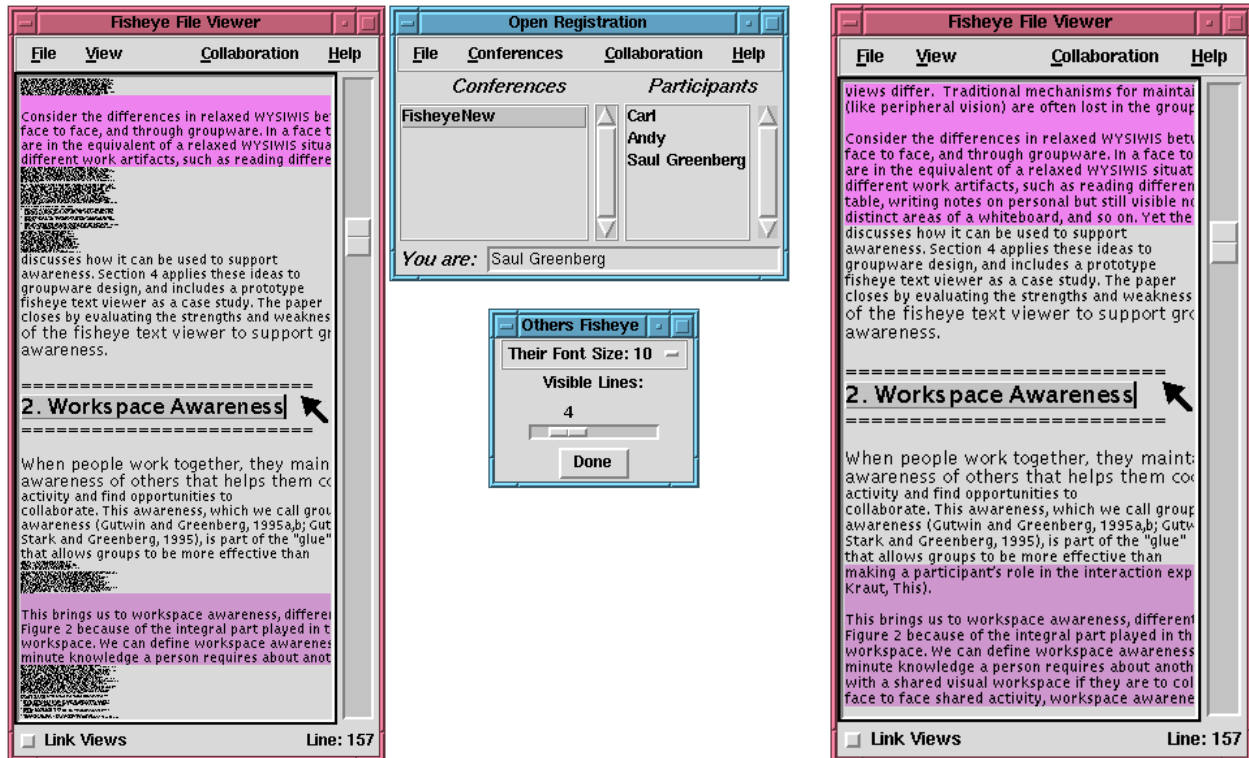 Fisheye File Viewer
File View Collaboration Help
Consider the differences in relaxed WYSIWIS be
face to face, and through groupware. In a face t
are in the equivalent of a relaxed WYSIWIS situa
different work artifacts, such as reading differe
discusses how it can be used to support
awareness. Section 4 applies these ideas to
groupware design, and includes a prototype
fisheye text viewer as a case study. The paper
closes by evaluating the strengths and weaknes
of the fisheye text viewer to support gr
awareness.
===========================
2. Workspace Awareness
===========================
When people work together, they main
awareness of others that helps them co
activity and find opportunities to
collaborate. This awareness, which we call grou
awareness (Gutwin and Greenberg, 1995a,b; Gut
Stark and Greenberg, 1995), is part of the "glue"
that allows groups to be more effective than
This brings us to workspace awareness, differe
Figure 2 because of the integral part played in t
workspace. We can define workspace awarenes
minute knowledge a person requires about anot
Link Views Line: 157
Open Registration
File Conferences Collaboration Help
Conferences Participants
FisheyeNew
Carl
Andy
Saul Greenberg
You are: Saul Greenberg
Others Fisheye
Their Font Size: 10
Visible Lines:
4
Done
Fisheye File Viewer
File View Collaboration Help
views differ. Traditional mechanisms for maintai
(like peripheral vision) are often lost in the group
Consider the differences in relaxed WYSIWIS betw
face to face, and through groupware. In a face to
are in the equivalent of a relaxed WYSIWIS situat
different work artifacts, such as reading differen
table, writing notes on personal but still visible no
distinct areas of a whiteboard, and so on. Yet the
discusses how it can be used to support
awareness. Section 4 applies these ideas to
groupware design, and includes a prototype
fisheye text viewer as a case study. The paper
closes by evaluating the strengths and weakness
of the fisheye text viewer to support gro
awareness.
===========================
2. Workspace Awareness
===========================
When people work together, they mainta
awareness of others that helps them coo
activity and find opportunities to
collaborate. This awareness, which we call group
awareness (Gutwin and Greenberg, 1995a,b; Gutw
Stark and Greenberg, 1995), is part of the "glue"
that allows groups to be more effective than
making a participant's role in the interaction exp
Kraut, This).
This brings us to workspace awareness, different
Figure 2 because of the integral part played in th
workspace. We can define workspace awareness
minute knowledge a person requires about anoth
with a shared visual workspace if they are to col
face to face shared activity, workspace awarene
Link Views Line: 157